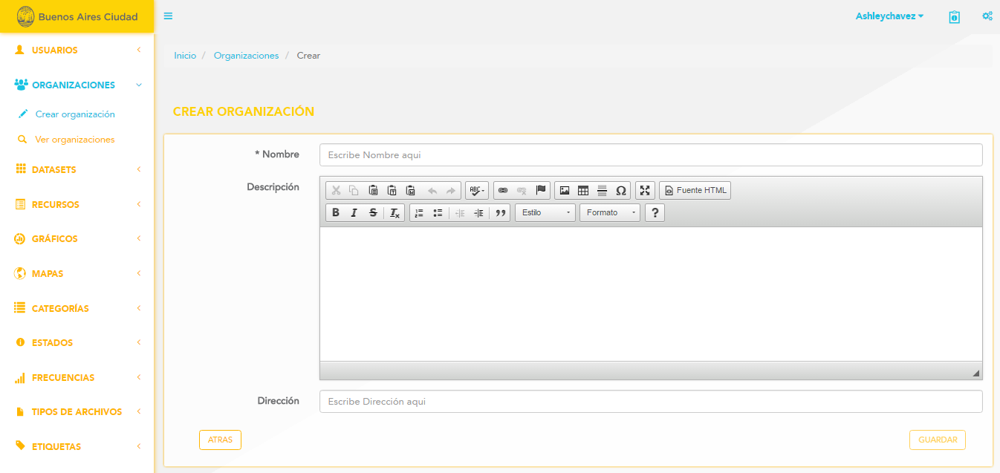 Buenos Aires Ciudad
Ashleychavez
USUARIOS
ORGANIZACIONES
Crear organización
Ver organizaciones
DATASETS
RECURSOS
GRÁFICOS
MAPAS
CATEGORÍAS
ESTADOS
FRECUENCIAS
TIPOS DE ARCHIVOS
ETIQUETAS
Inicio / Organizaciones / Crear
CREAR ORGANIZACIÓN
* Nombre
Escribe Nombre aqui
Descripción
ABC Ω Fuente HTML
B I S Tx Estilo Formato ?
Dirección
Escribe Dirección aqui
ATRAS
GUARDAR